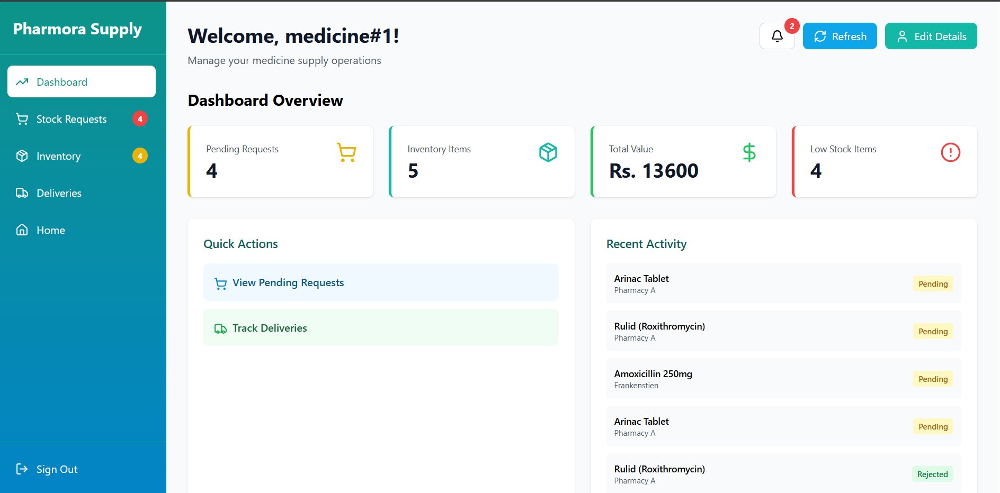 Pharmora Supply
Dashboard
Stock Requests 4
Inventory 4
Deliveries
Home
Sign Out
Welcome, medicine#1!
Manage your medicine supply operations
2
Refresh
Edit Details
Dashboard Overview
Pending Requests
4
Inventory Items
5
Total Value
Rs. 13600
Low Stock Items
4
Quick Actions
View Pending Requests
Track Deliveries
Recent Activity
Arinac Tablet
Pharmacy A
Pending
Rulid (Roxithromycin)
Pharmacy A
Pending
Amoxicillin 250mg
Frankenstien
Pending
Arinac Tablet
Pharmacy A
Pending
Rulid (Roxithromycin)
Pharmacy A
Rejected